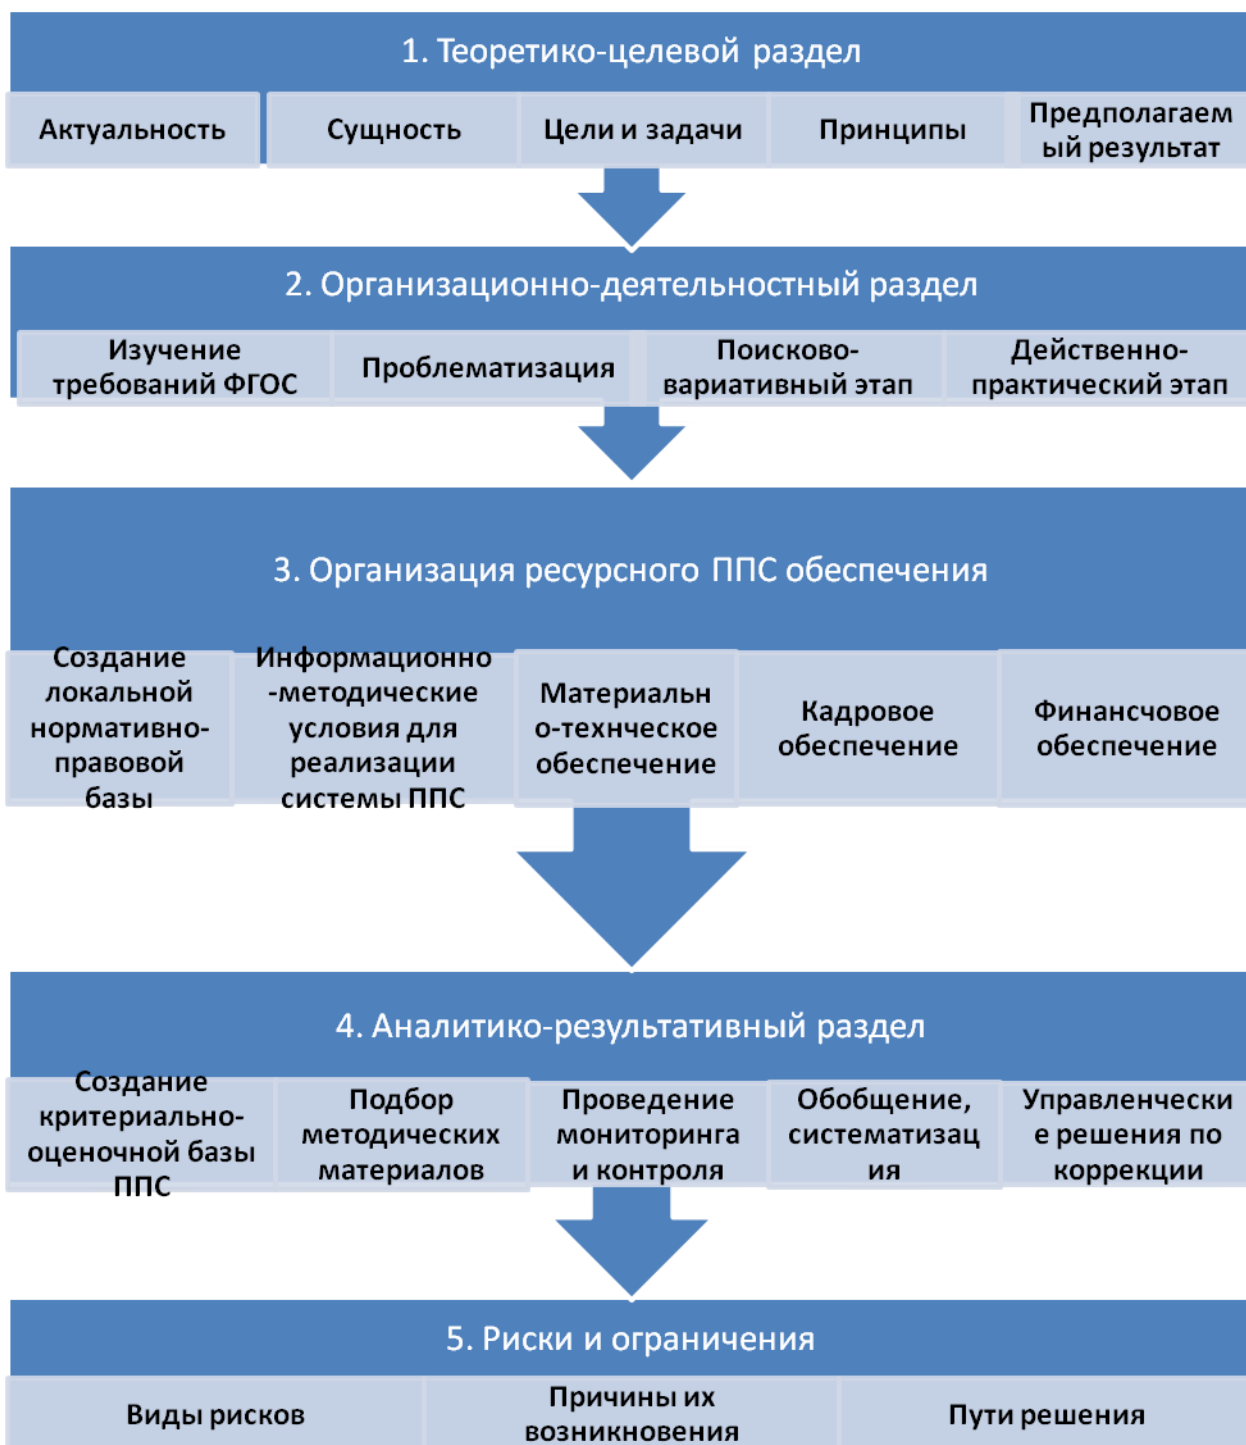 1. Теоретико-целевой раздел
Актуальность
Сущность
Цели и задачи
Принципы
Предполагаем
ый результат
2. Организационно-деятельностный раздел
Изучение
требований ФГОС
Проблематизация
Поисково-
вариативный этап
Действенно-
практический этап
3. Организация ресурсного ППС обеспечения
Создание
локальной
нормативно-
правовой
базы
Информационно
-методические
условия для
реализации
системы ППС
Материальн
о-технческое
обеспечение
Кадровое
обеспечение
Финансчовое
обеспечение
4. Аналитико-результативный раздел
Создание
критериально-
оценочной базы
ППС
Подбор
методических
материалов
Проведение
мониторинга
и контроля
Обобщение,
систематизац
ия
Управленчески
е решения по
коррекции
5. Риски и ограничения
Виды рисков
Причины их
возникновения
Пути решения